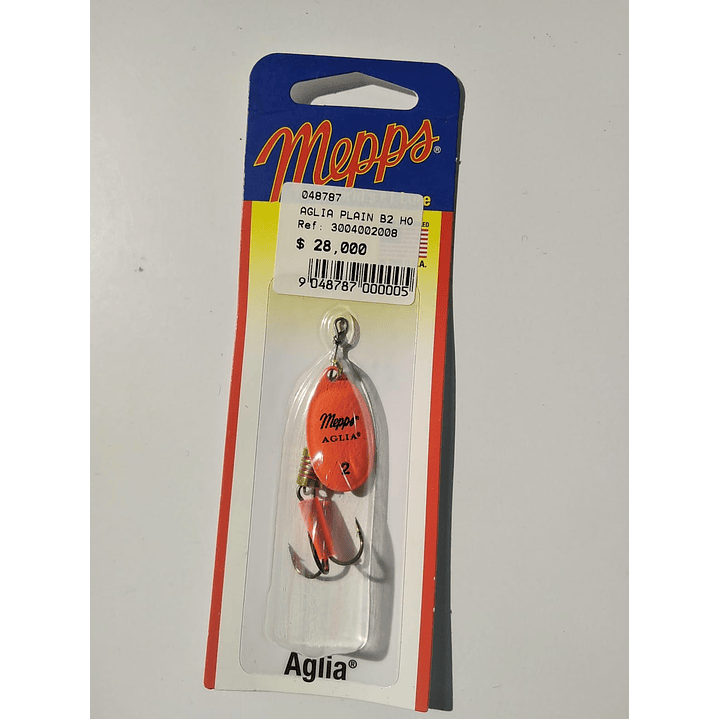 Mepps®
048787
AGLIA PLAIN B2 HO
Ref: 3004002008
$ 28,000
9 048787 000005
A.
Mepps®
AGLIA®
2
Aglia®